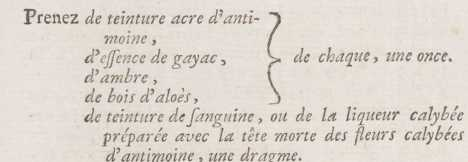 Prenez de teinture acre d'anti-
moine,
d'essence de gayac, de chaque, une once.
d'ambre,
de bois d'aloès,
de teinture de sanguine, ou de la liqueur calybée
préparée avec la tête morte des fleurs calybées
d'antimoine, une dragme.